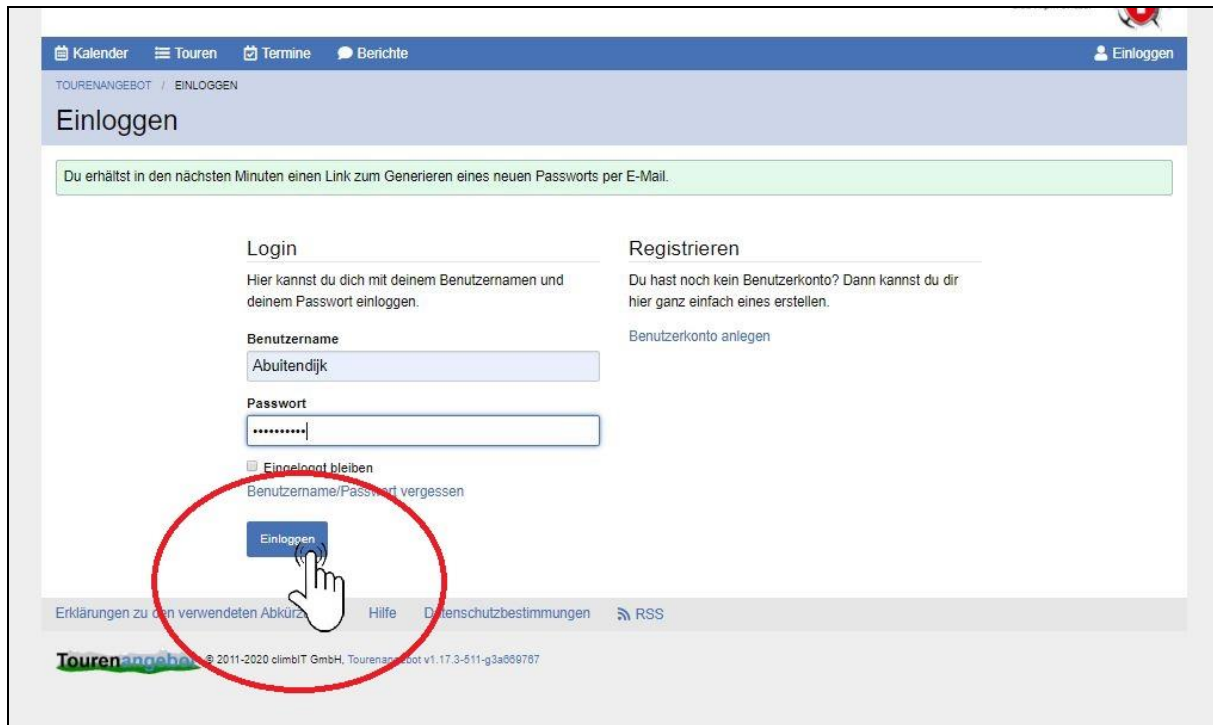 Kalender Touren Termine Berichte Einloggen
TOURENANGEBOT / EINLOGGEN
Einloggen
Du erhältst in den nächsten Minuten einen Link zum Generieren eines neuen Passworts per E-Mail.
Login
Hier kannst du dich mit deinem Benutzernamen und
deinem Passwort einloggen.
Benutzername
Abuitendijk
Passwort
••••••••••
Eingeloggt bleiben
Benutzername/Passwort vergessen
Einloggen
Registrieren
Du hast noch kein Benutzerkonto? Dann kannst du dir
hier ganz einfach eines erstellen.
Benutzerkonto anlegen
Erklärungen zu den verwendeten Hilfe Datenschutzbestimmungen RSS
Tourenangebot © 2011-2020 climbIT GmbH, Tourenangebot v1.17.3-511-g3a669767